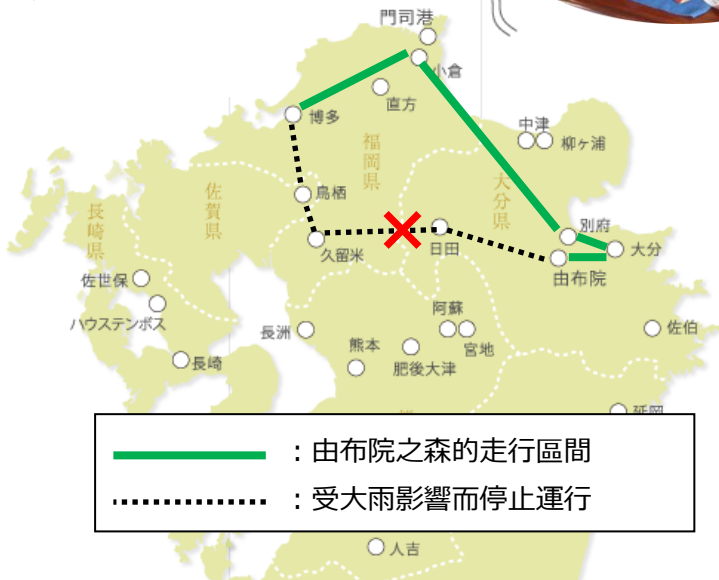 門司港
小倉
直方
博多
中津
柳ヶ浦
福岡県
大分県
佐賀県
長崎県
鳥栖
久留米
日田
別府
大分
由布院
佐世保
ハウステンボス
長崎
長洲
熊本
阿蘇
宮地
肥後大津
佐伯
延岡
：由布院之森的走行區間
：受大雨影響而停止運行
人吉